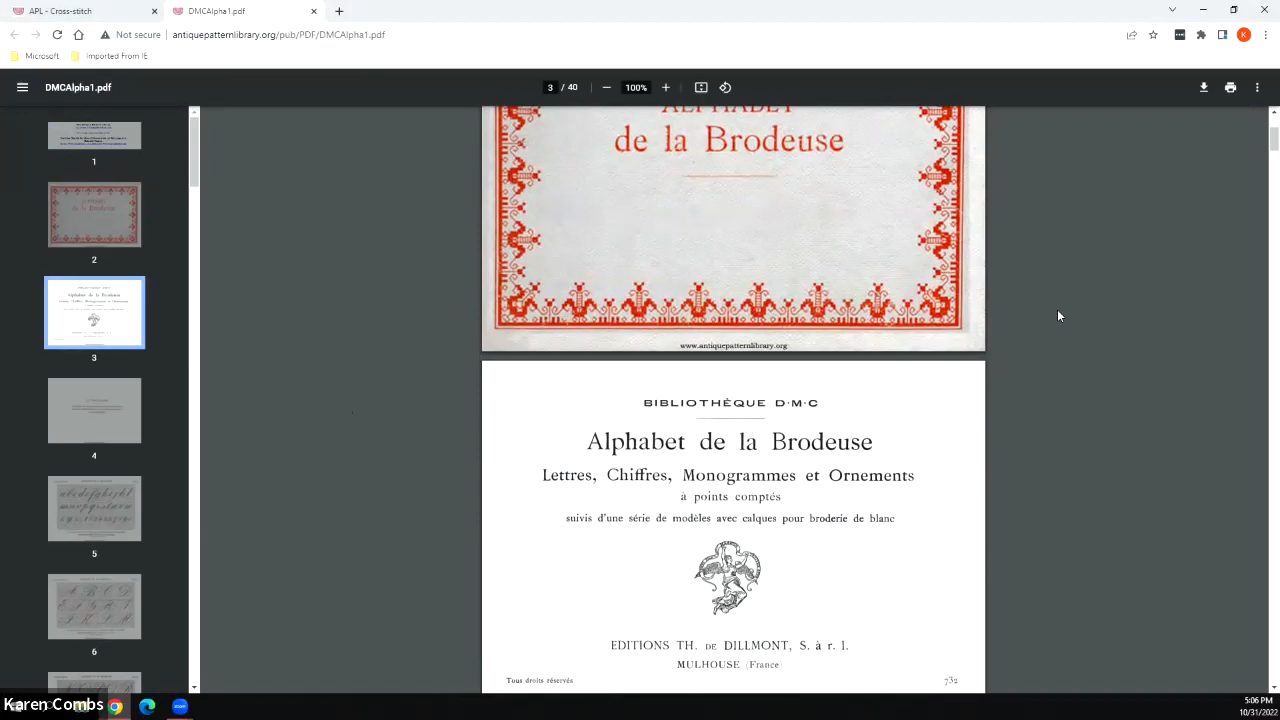 APL - Cross-stitch
DMCAlpha1.pdf
Not secure
antiquepatternlibrary.org/pub/PDF/DMCAlpha1.pdf
K
Microsoft
Imported From IE
DMCAlpha1.pdf
3 / 40
100%
1
2
3
4
5
6
ALPHABET
de la Brodeuse
www.antiquepatternlibrary.org
BIBLIOTHÈQUE D·M·C
Alphabet de la Brodeuse
Lettres, Chiffres, Monogrammes et Ornements
à points comptés
suivis d'une série de modèles avec calques pour broderie de blanc
EDITIONS TH. DE DILLMONT, S. à r. l.
MULHOUSE (France)
Tous droits réservés
732
Karen Combs
zoom
5:06 PM
10/31/2022